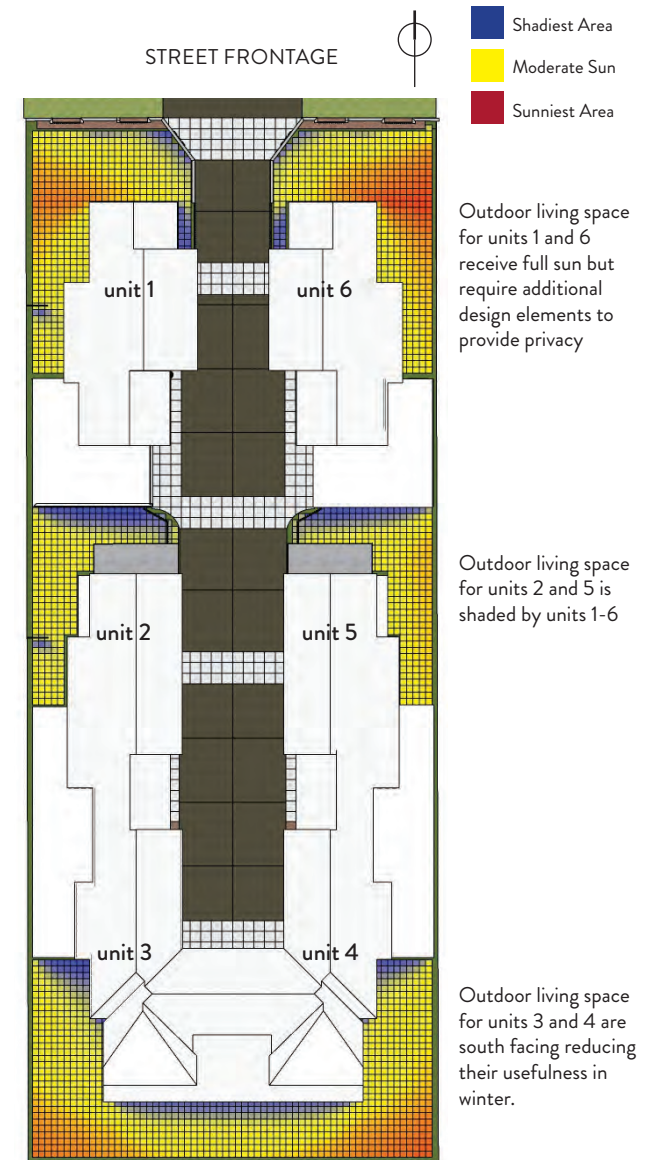 STREET FRONTAGE
Shadiest Area
Moderate Sun
Sunniest Area
unit 1
unit 6
Outdoor living space
for units 1 and 6
receive full sun but
require additional
design elements to
provide privacy
unit 2
unit 5
Outdoor living space
for units 2 and 5 is
shaded by units 1-6
unit 3
unit 4
Outdoor living space
for units 3 and 4 are
south facing reducing
their usefulness in
winter.